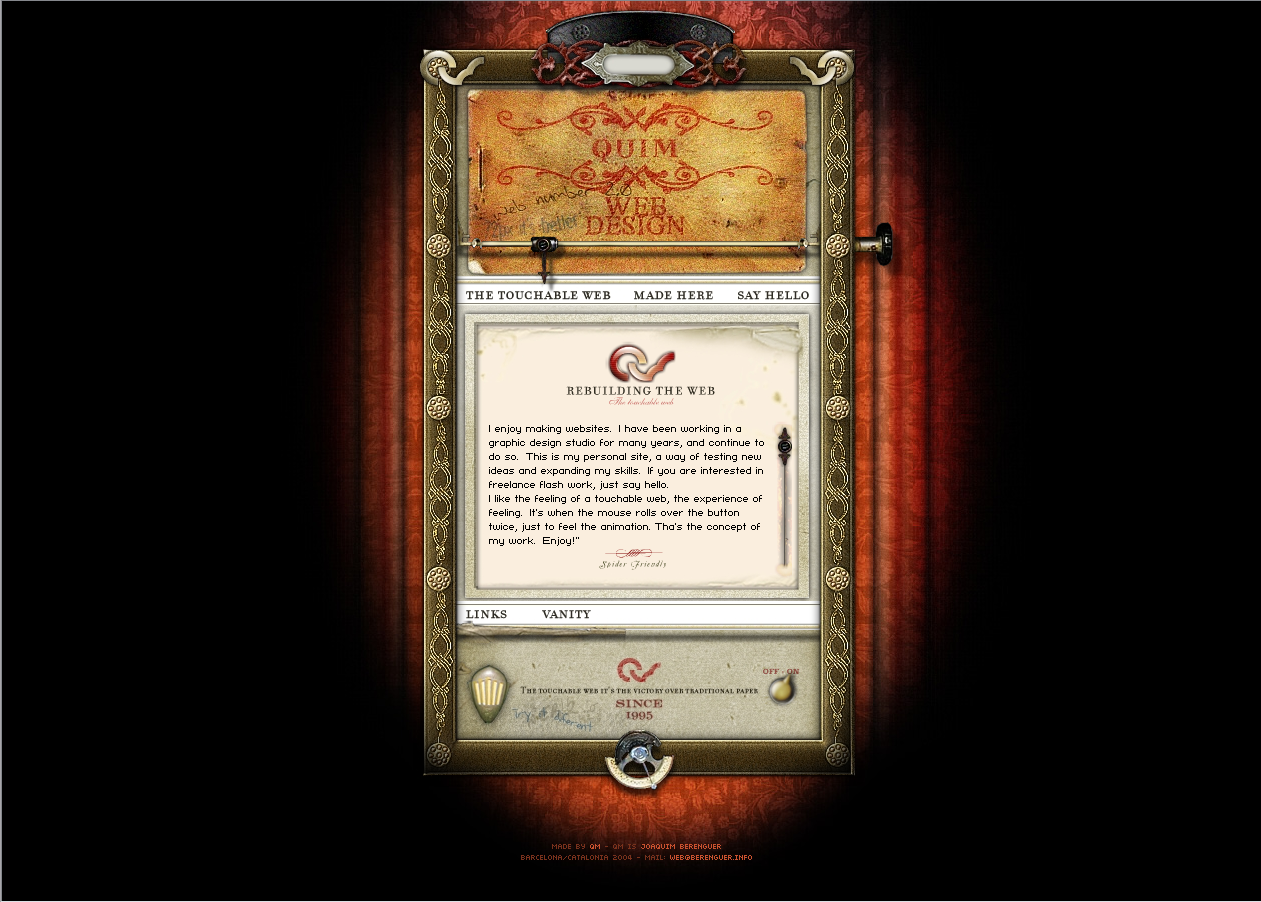 QUIM
web number 2.0
WEB
DESIGN
THE TOUCHABLE WEB MADE HERE SAY HELLO
REBUILDING THE WEB
The touchable web
I enjoy making websites. I have been working in a
graphic design studio for many years, and continue to
do so. This is my personal site, a way of testing new
ideas and expanding my skills. If you are interested in
freelance flash work, just say hello.
I like the feeling of a touchable web, the experience of
feeling. It's when the mouse rolls over the button
twice, just to feel the animation. Tha's the concept of
my work. Enjoy!"
Spider Friendly
LINKS VANITY
OFF - ON
THE TOUCHABLE WEB IT'S THE VICTORY OVER TRADITIONAL PAPER
SINCE
1995
MADE BY QM - QM IS JOAQUIM BERENGUER
BARCELONA/CATALONIA 2004 - MAIL: WEB@BERENGUER.INFO